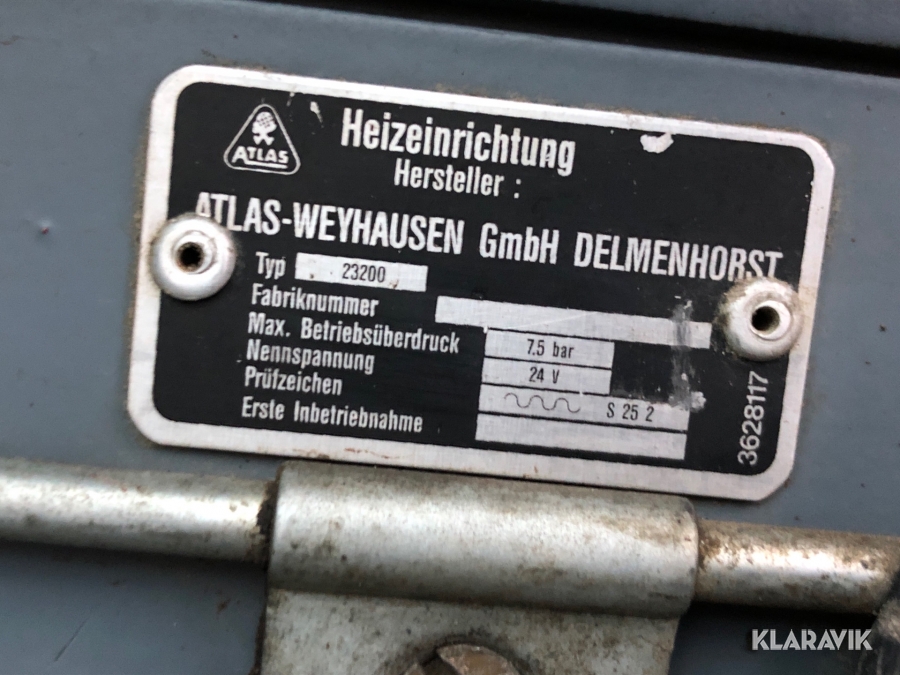 ATLAS
Heizeinrichtung
Hersteller :
ATLAS-WEYHAUSEN GmbH DELMENHORST
Typ 23200
Fabriknummer
Max. Betriebsüberdruck 7.5 bar
Nennspannung 24 V
Prüfzeichen S 25 2
Erste Inbetriebnahme
3628117
KLARAVIK